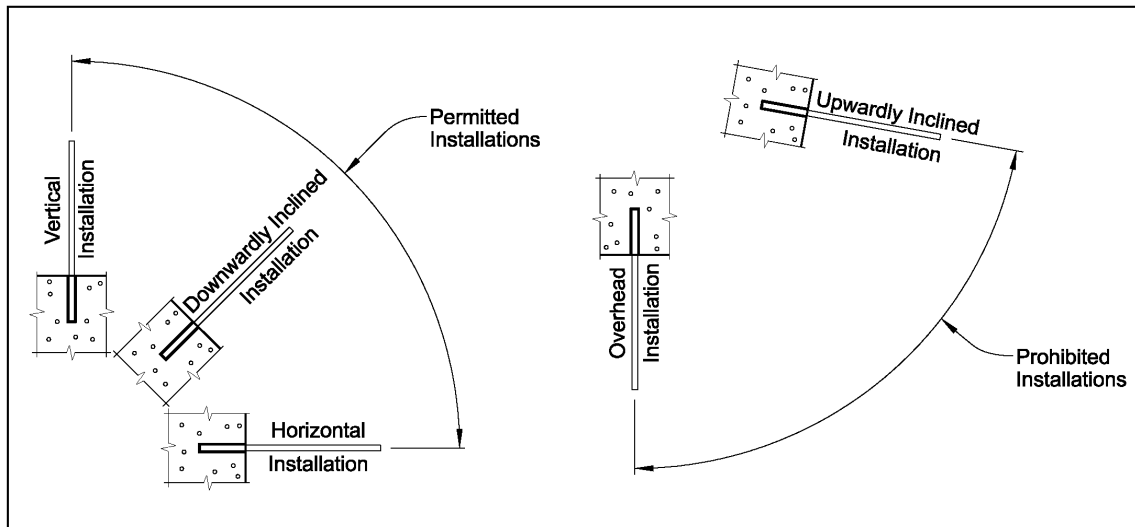 Permitted
Installations
Vertical
Installation
Downwardly Inclined
Installation
Horizontal
Installation
Upwardly Inclined
Installation
Overhead
Installation
Prohibited
Installations